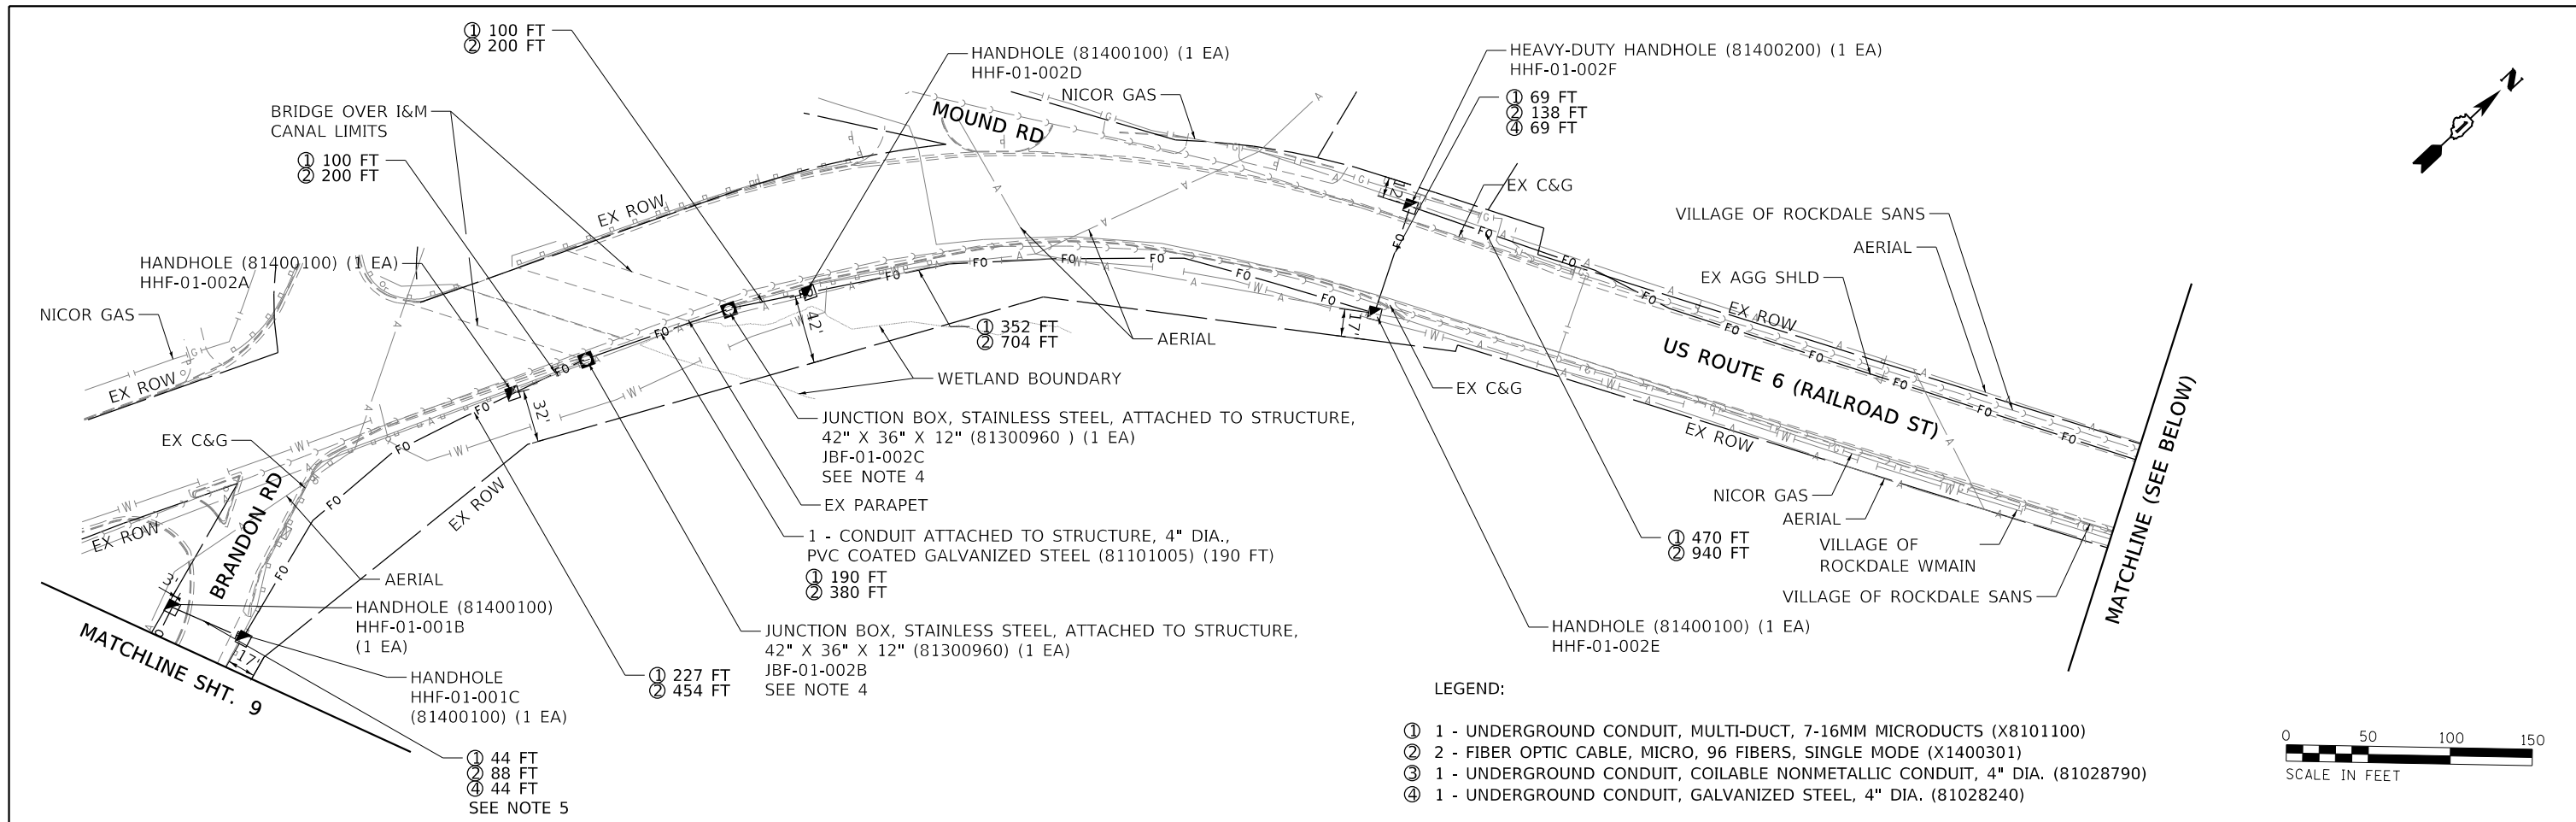 ① 100 FT
② 200 FT
HANDHOLE (81400100) (1 EA)
HHF-01-002D
HEAVY-DUTY HANDHOLE (81400200) (1 EA)
HHF-01-002F
NICOR GAS
MOUND RD
① 69 FT
② 138 FT
④ 69 FT
N
BRIDGE OVER I&M
CANAL LIMITS
① 100 FT
② 200 FT
EX ROW
12'
EX C&G
VILLAGE OF ROCKDALE SANS
AERIAL
HANDHOLE (81400100) (1 EA)
HHF-01-002A
NICOR GAS
EX ROW
EX AGG SHLD
EX ROW
42'
17'
① 352 FT
② 704 FT
AERIAL
WETLAND BOUNDARY
EX C&G
US ROUTE 6 (RAILROAD ST)
32'
JUNCTION BOX, STAINLESS STEEL, ATTACHED TO STRUCTURE,
42" X 36" X 12" (81300960 ) (1 EA)
JBF-01-002C
SEE NOTE 4
EX C&G
EX ROW
MATCHLINE (SEE BELOW)
EX ROW
BRANDON RD
EX ROW
EX PARAPET
NICOR GAS
AERIAL
1 - CONDUIT ATTACHED TO STRUCTURE, 4" DIA.,
PVC COATED GALVANIZED STEEL (81101005) (190 FT)
① 190 FT
② 380 FT
① 470 FT
② 940 FT
VILLAGE OF
ROCKDALE WMAIN
VILLAGE OF ROCKDALE SANS
AERIAL
3'
HANDHOLE (81400100)
HHF-01-001B
(1 EA)
17'
MATCHLINE SHT. 9
JUNCTION BOX, STAINLESS STEEL, ATTACHED TO STRUCTURE,
42" X 36" X 12" (81300960) (1 EA)
JBF-01-002B
SEE NOTE 4
HANDHOLE (81400100) (1 EA)
HHF-01-002E
① 227 FT
② 454 FT
HANDHOLE
HHF-01-001C
(81400100) (1 EA)
① 44 FT
② 88 FT
④ 44 FT
SEE NOTE 5
LEGEND:
① 1 - UNDERGROUND CONDUIT, MULTI-DUCT, 7-16MM MICRODUCTS (X8101100)
② 2 - FIBER OPTIC CABLE, MICRO, 96 FIBERS, SINGLE MODE (X1400301)
③ 1 - UNDERGROUND CONDUIT, COILABLE NONMETALLIC CONDUIT, 4" DIA. (81028790)
④ 1 - UNDERGROUND CONDUIT, GALVANIZED STEEL, 4" DIA. (81028240)
0 50 100 150
SCALE IN FEET